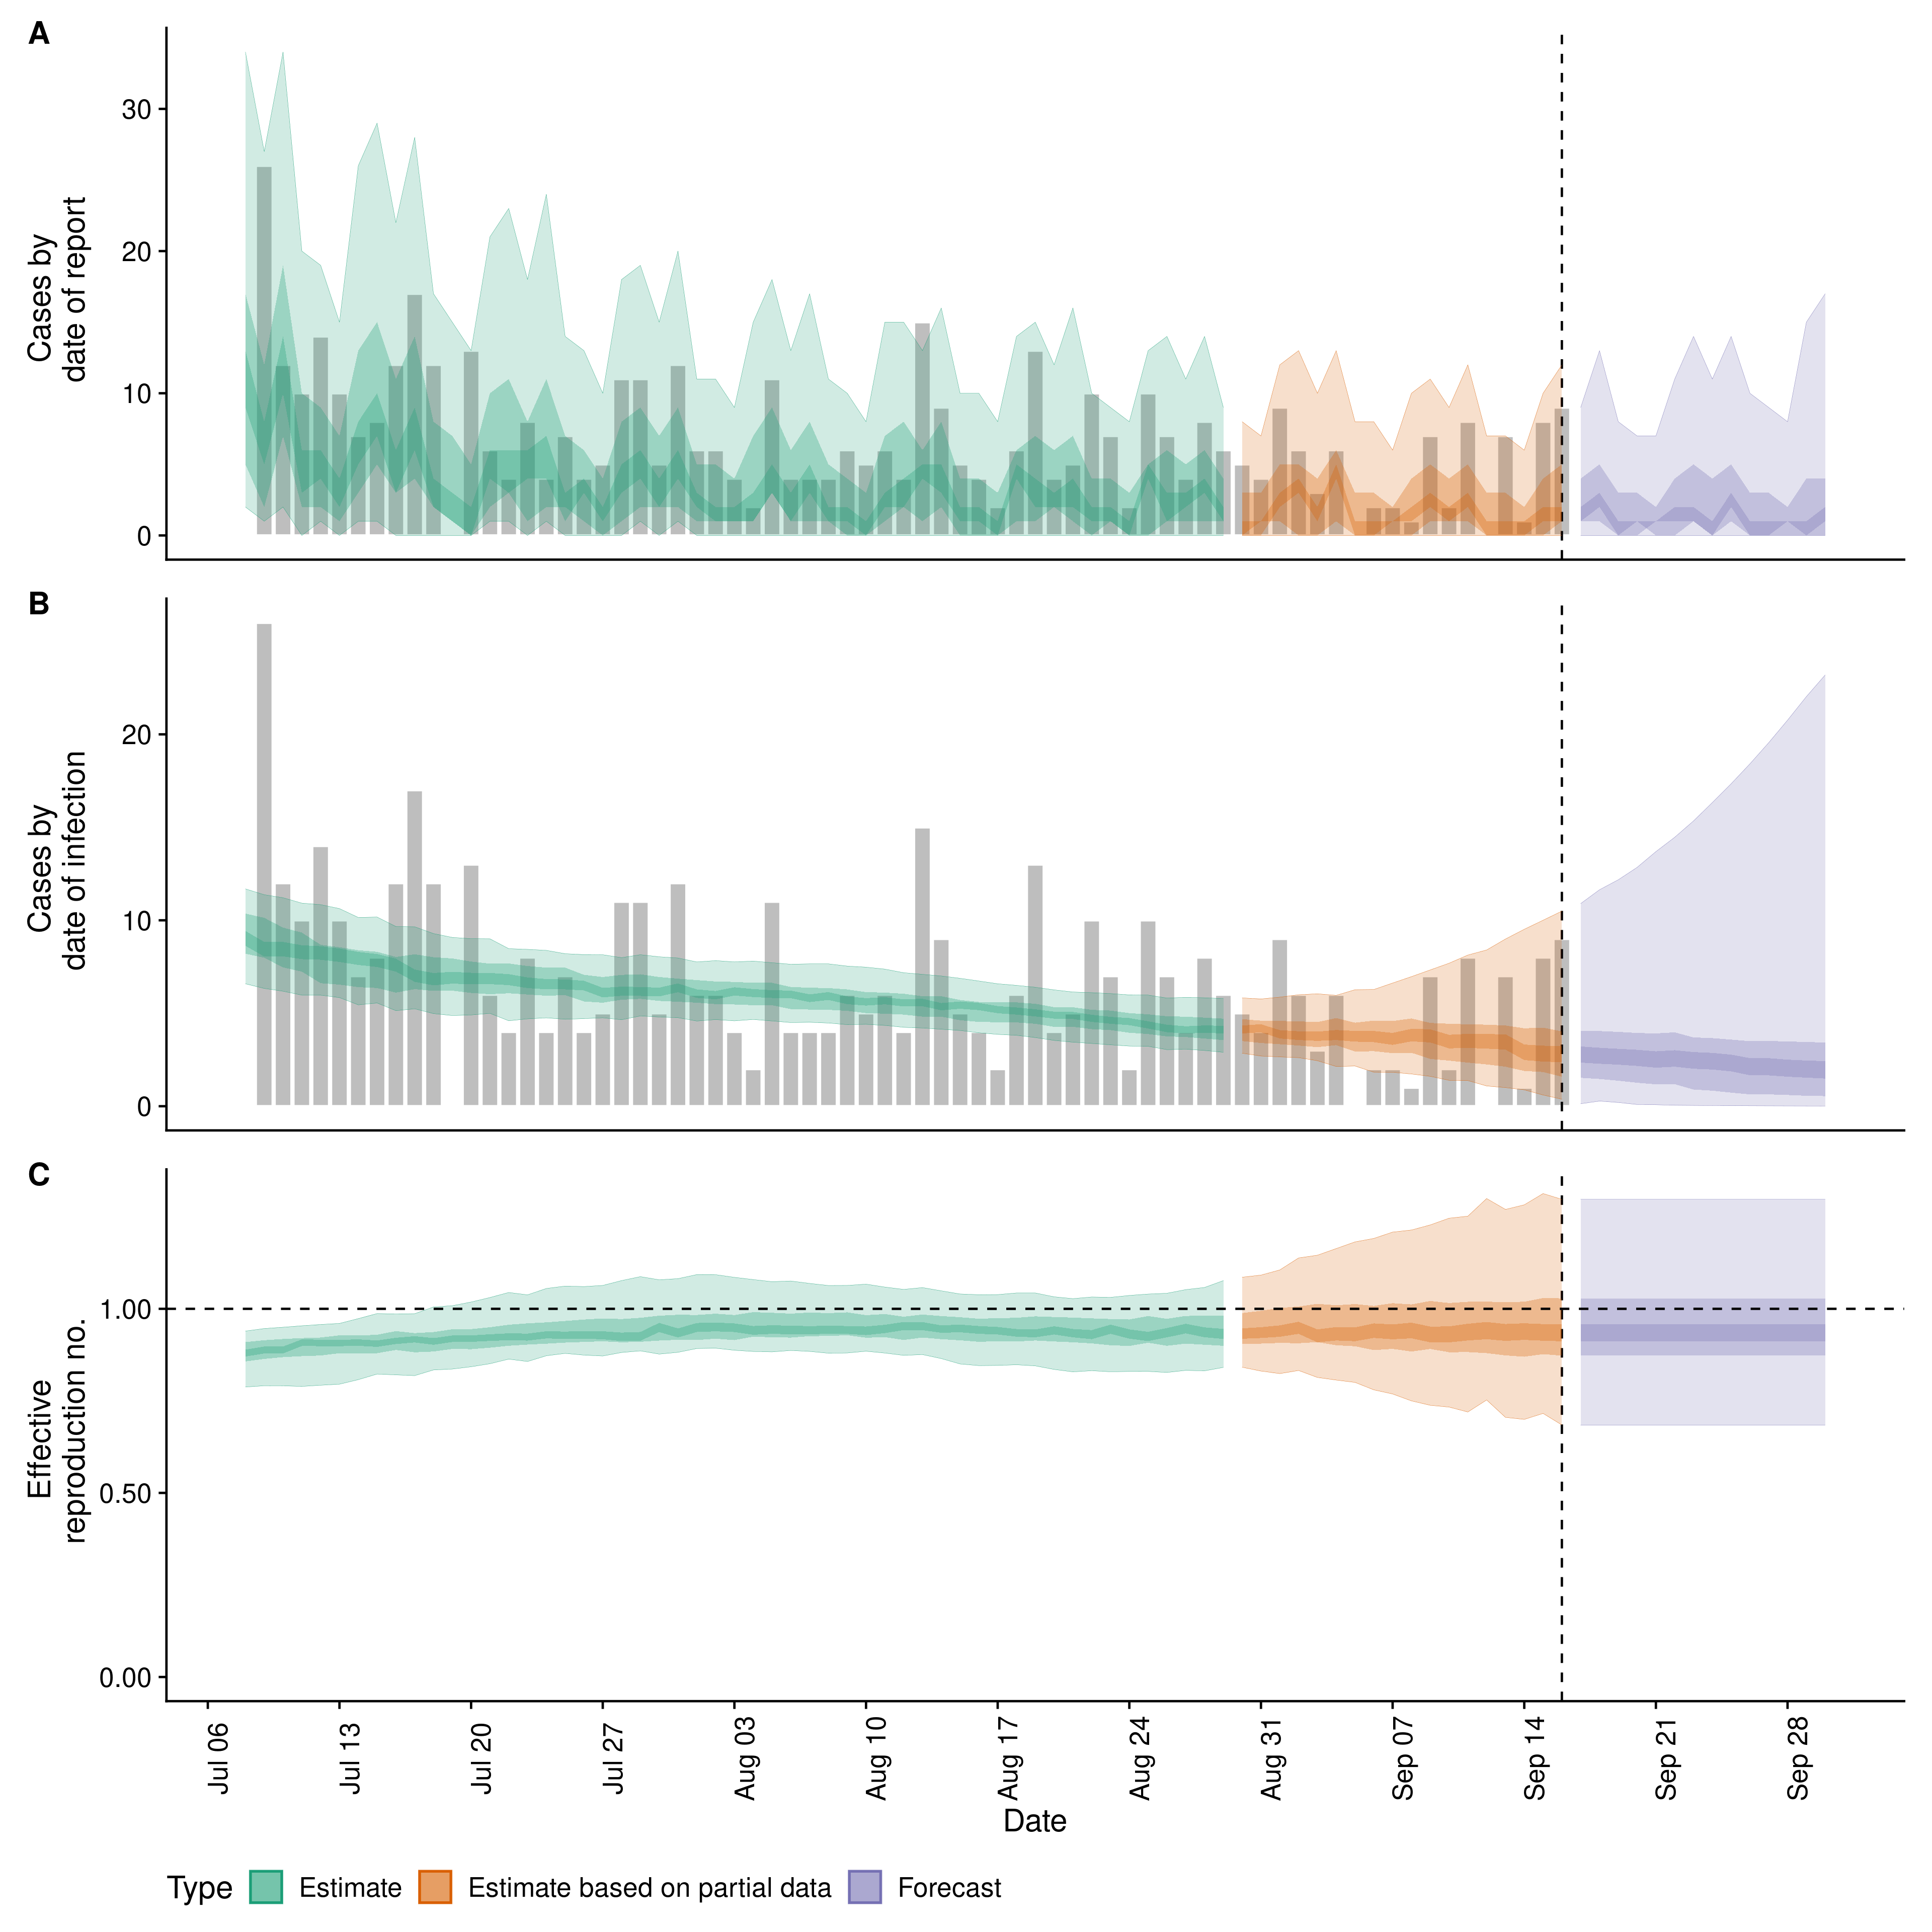 A
Cases by
date of report
30
20
10
0
B
Cases by
date of infection
20
10
0
C
Effective
reproduction no.
1.00
0.50
0.00
Jul 06
Jul 13
Jul 20
Jul 27
Aug 03
Aug 10
Aug 17
Aug 24
Aug 31
Sep 07
Sep 14
Sep 21
Sep 28
Date
Type Estimate Estimate based on partial data Forecast